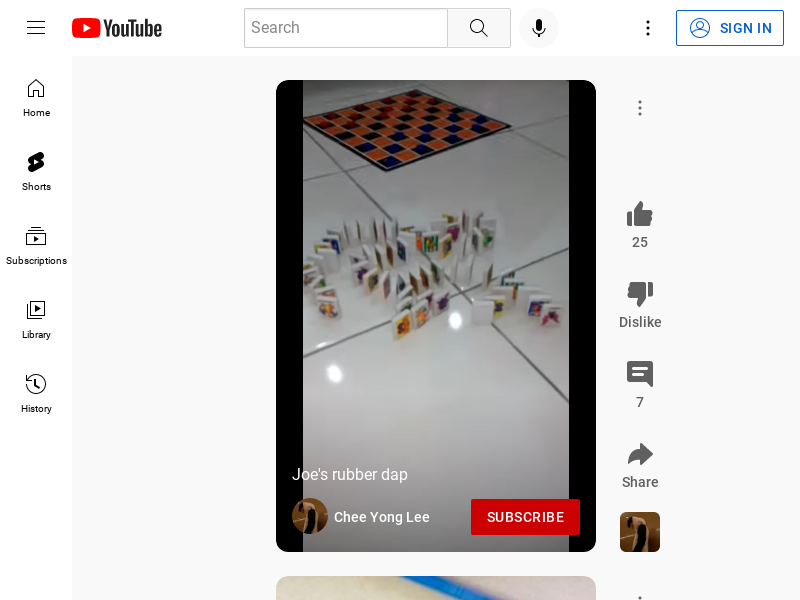 YouTube
Search
SIGN IN
Home
Shorts
Subscriptions
Library
History
25
Dislike
7
Share
Joe's rubber dap
Chee Yong Lee
SUBSCRIBE